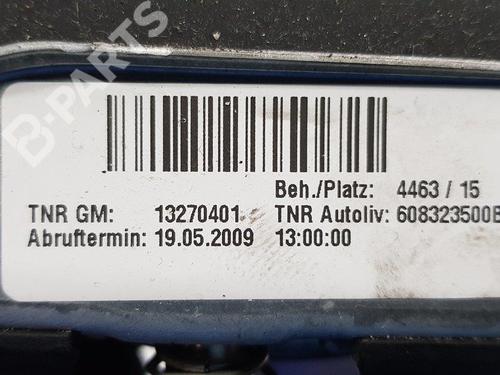 B-PARTS
Beh./Platz: 4463 / 15
TNR GM: 13270401 TNR Autoliv: 608323500B
Abruftermin: 19.05.2009 13:00:00